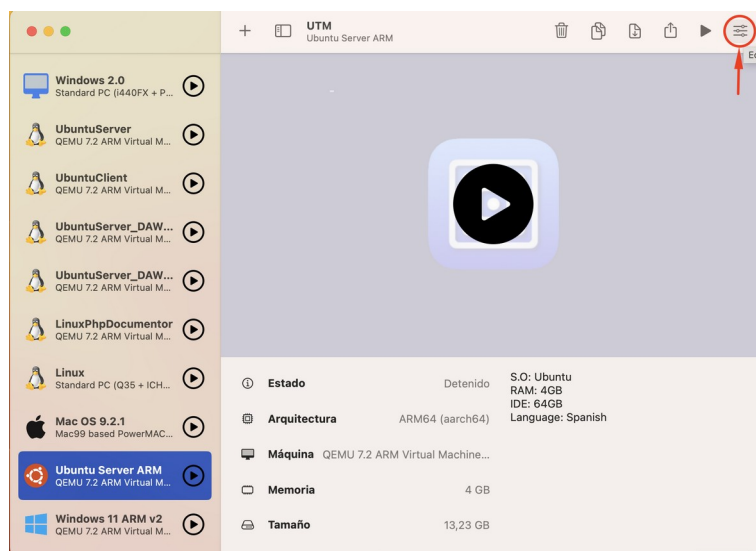 UTM
Ubuntu Server ARM
Ec
Windows 2.0
Standard PC (i440FX + P...
UbuntuServer
QEMU 7.2 ARM Virtual M...
UbuntuClient
QEMU 7.2 ARM Virtual M...
UbuntuServer_DAW...
QEMU 7.2 ARM Virtual M...
UbuntuServer_DAW...
QEMU 7.2 ARM Virtual M...
LinuxPhpDocumentor
QEMU 7.2 ARM Virtual M...
Linux
Standard PC (Q35 + ICH...
Mac OS 9.2.1
Mac99 based PowerMAC...
Ubuntu Server ARM
QEMU 7.2 ARM Virtual M...
Windows 11 ARM v2
QEMU 7.2 ARM Virtual M...
Estado Detenido
Arquitectura ARM64 (aarch64)
Máquina QEMU 7.2 ARM Virtual Machine...
Memoria 4 GB
Tamaño 13,23 GB
S.O: Ubuntu
RAM: 4GB
IDE: 64GB
Language: Spanish